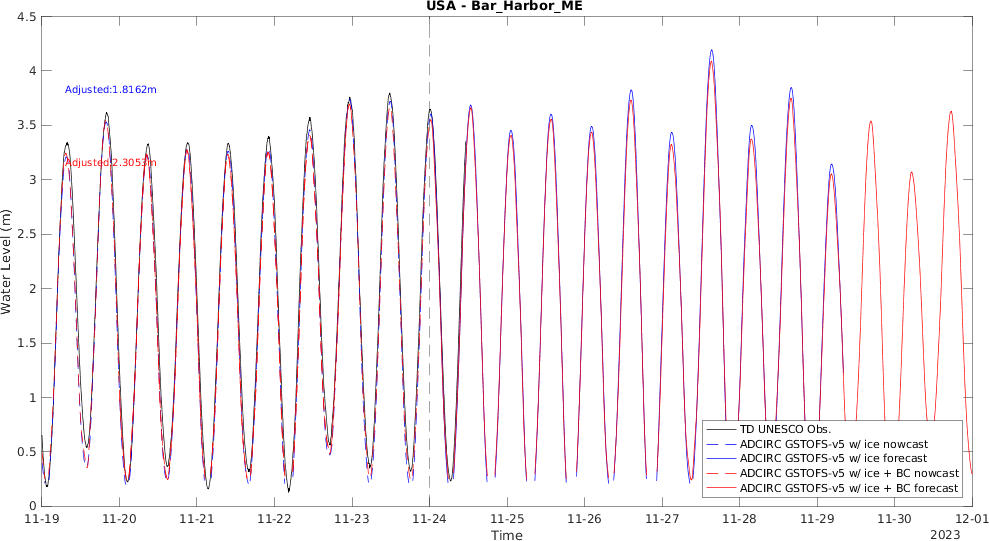 USA - Bar_Harbor_ME
4.5
4
3.5
3
2.5
2
1.5
1
0.5
0
Water Level (m)
Adjusted:1.8162m
Adjusted:2.3053m
TD UNESCO Obs.
ADCIRC GSTOFS-v5 w/ ice nowcast
ADCIRC GSTOFS-v5 w/ ice forecast
ADCIRC GSTOFS-v5 w/ ice + BC nowcast
ADCIRC GSTOFS-v5 w/ ice + BC forecast
11-19 11-20 11-21 11-22 11-23 11-24 11-25 11-26 11-27 11-28 11-29 11-30 12-01
Time
2023